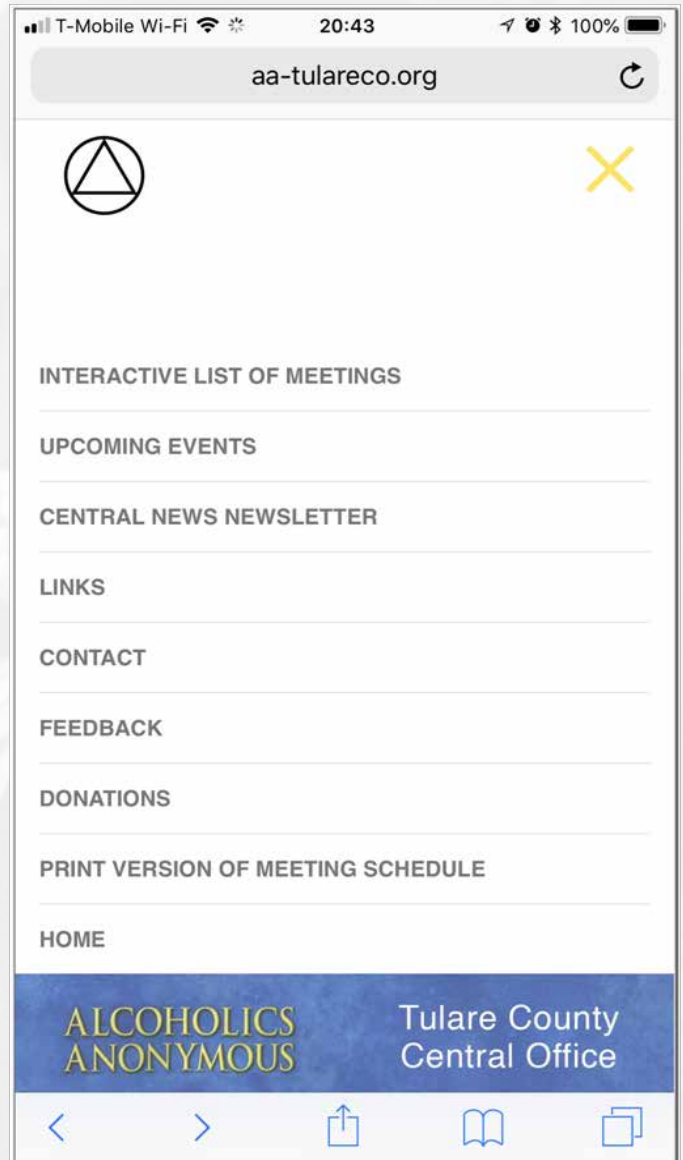 T-Mobile Wi-Fi 20:43 100%
aa-tulareco.org
INTERACTIVE LIST OF MEETINGS
UPCOMING EVENTS
CENTRAL NEWS NEWSLETTER
LINKS
CONTACT
FEEDBACK
DONATIONS
PRINT VERSION OF MEETING SCHEDULE
HOME
ALCOHOLICS
ANONYMOUS
Tulare County
Central Office